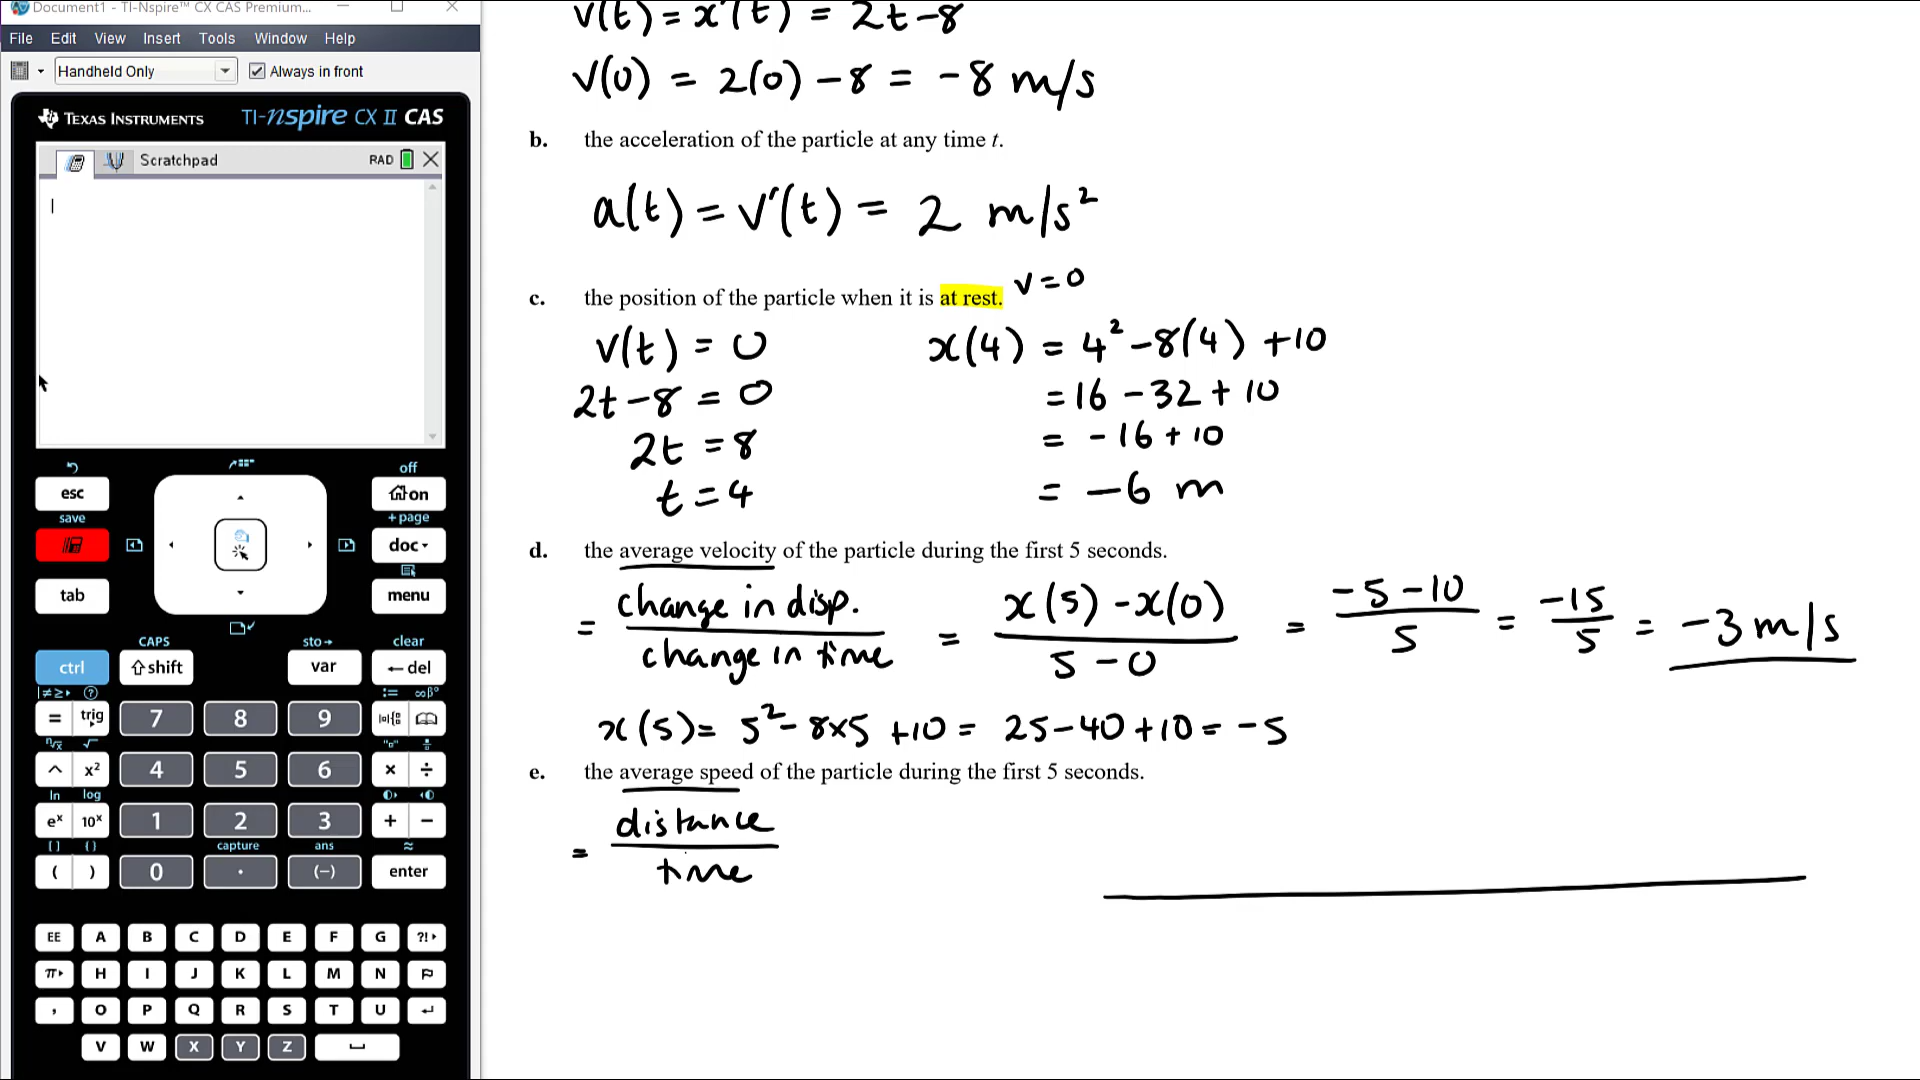 Document1 - TI-Nspire™ CX CAS Premium...
File Edit View Insert Tools Window Help
Handheld Only
Always in front
TEXAS INSTRUMENTS TI-nspire CX II CAS
Scratchpad RAD
off
esc on
save +page
doc
tab menu
CAPS sto→ clear
ctrl shift var ←del
|≠≥▸ ? := ∞β°
= trig 7 8 9
ⁿ√x √
^ x² 4 5 6 × ÷
ln log
eˣ 10ˣ 1 2 3 + −
[ ] { } capture ans ≈
( ) 0 . (−) enter
EE A B C D E F G ?!▸
π▸ H I J K L M N
, O P Q R S T U ↵
V W X Y Z
v(t) = x'(t) = 2t-8
v(0) = 2(0) -8 = -8 m/s
b. the acceleration of the particle at any time t.
a(t) = v'(t) = 2 m/s²
c. the position of the particle when it is at rest. v=0
v(t) = 0
2t-8 = 0
2t = 8
t = 4
x(4) = 4² -8(4) +10
= 16 - 32 + 10
= -16 + 10
= -6 m
d. the average velocity of the particle during the first 5 seconds.
= change in disp. / change in time = x(5) - x(0) / 5 - 0 = -5 -10 / 5 = -15 / 5 = -3 m/s
x(5) = 5² - 8×5 +10 = 25 - 40 + 10 = -5
e. the average speed of the particle during the first 5 seconds.
= distance / time